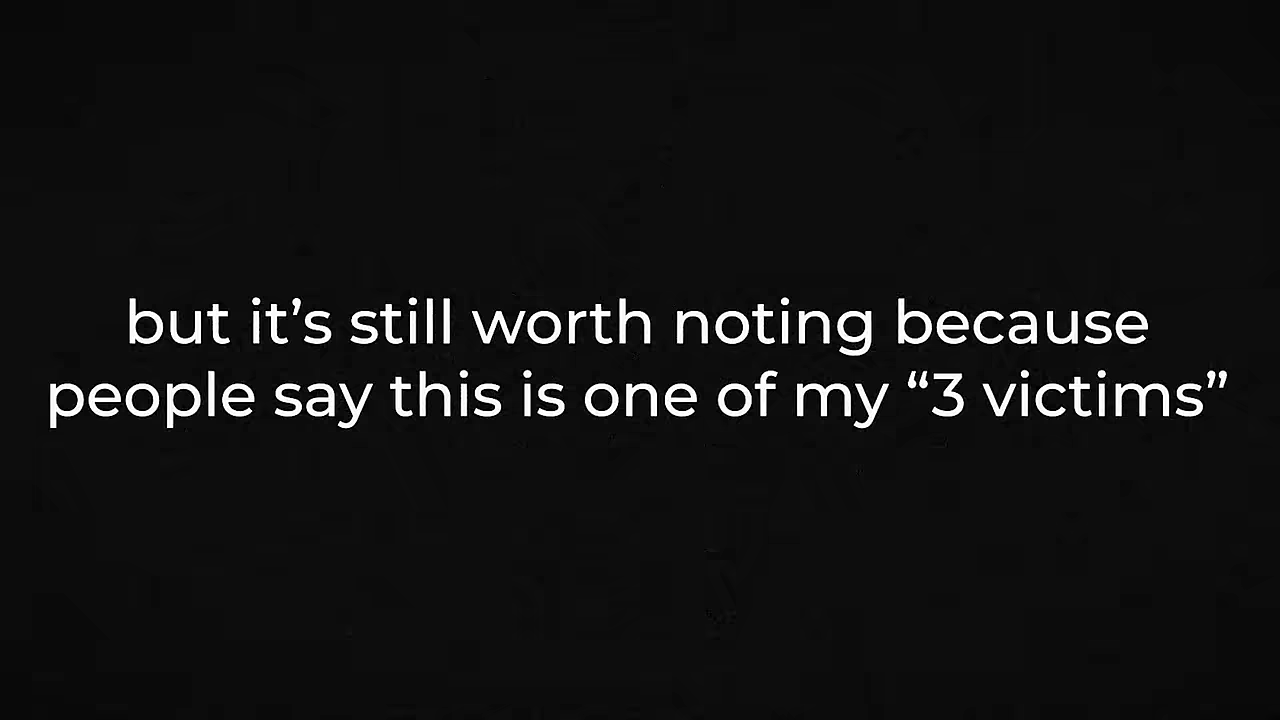 but it’s still worth noting because
people say this is one of my “3 victims”